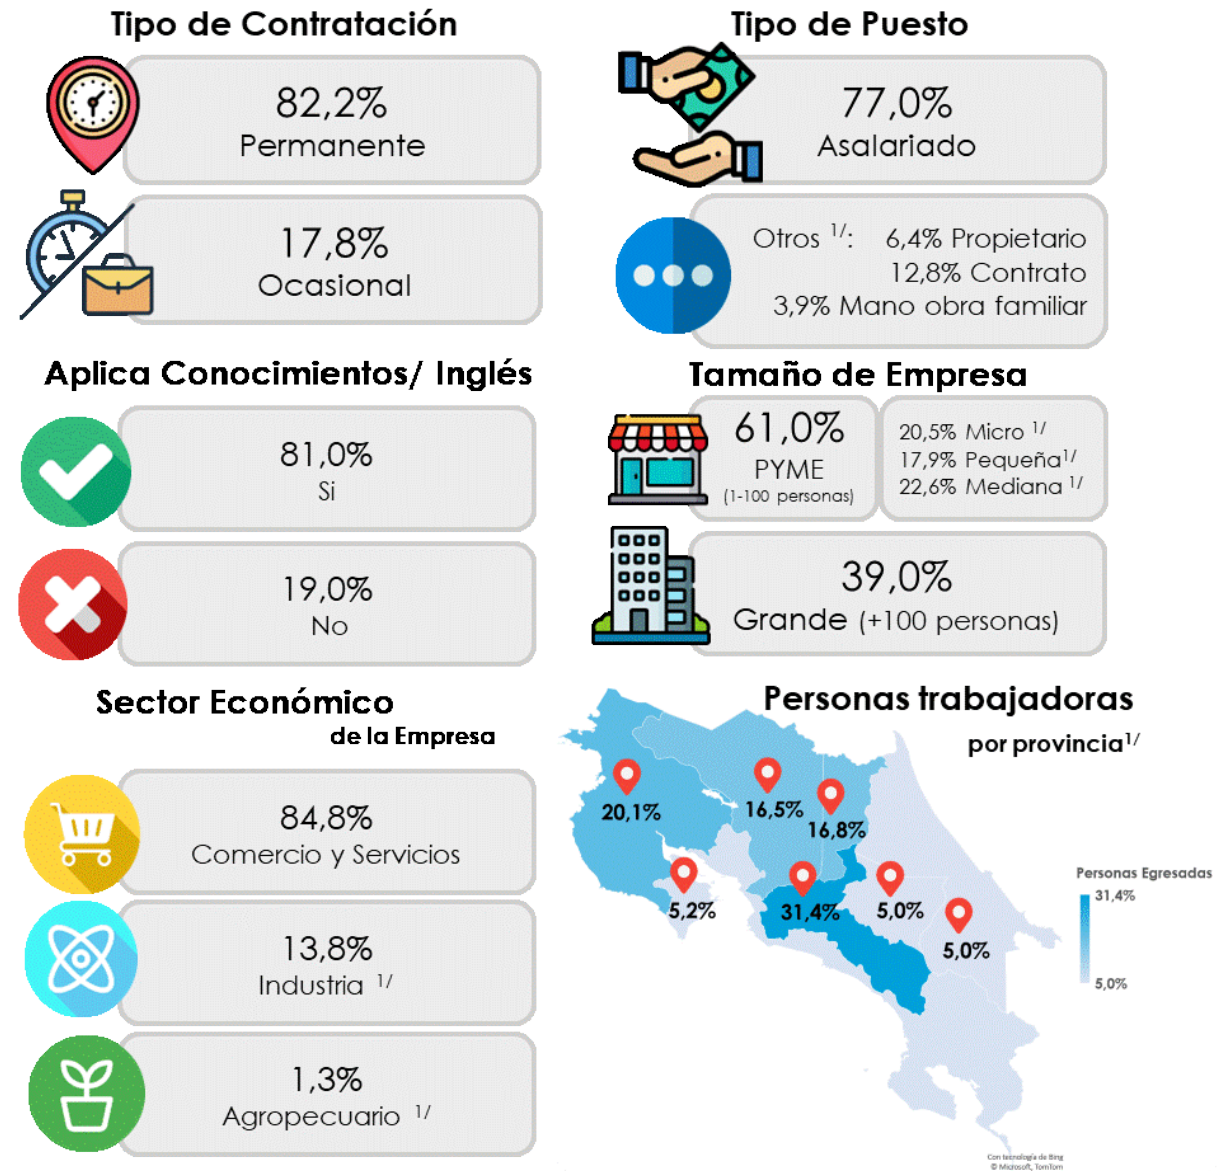 Tipo de Contratación
82,2%
Permanente
17,8%
Ocasional
Tipo de Puesto
77,0%
Asalariado
Otros 1/: 6,4% Propietario
12,8% Contrato
3,9% Mano obra familiar
Aplica Conocimientos/ Inglés
81,0%
Si
19,0%
No
Tamaño de Empresa
61,0%
PYME
(1-100 personas)
20,5% Micro 1/
17,9% Pequeña1/
22,6% Mediana 1/
39,0%
Grande (+100 personas)
Sector Económico
de la Empresa
84,8%
Comercio y Servicios
13,8%
Industria 1/
1,3%
Agropecuario 1/
Personas trabajadoras
por provincia1/
20,1%
16,5%
16,8%
5,2%
31,4%
5,0%
5,0%
Personas Egresadas
31,4%
5,0%
Con tecnología de Bing
© Microsoft, TomTom